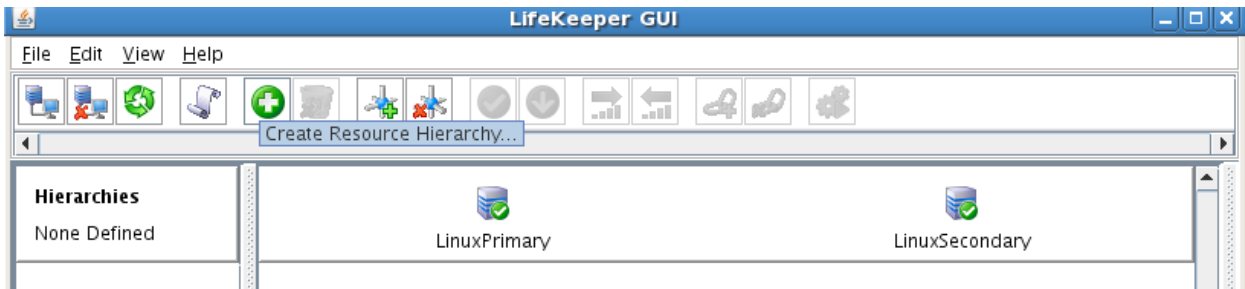 LifeKeeper GUI
File Edit View Help
Create Resource Hierarchy...
Hierarchies
None Defined
LinuxPrimary
LinuxSecondary